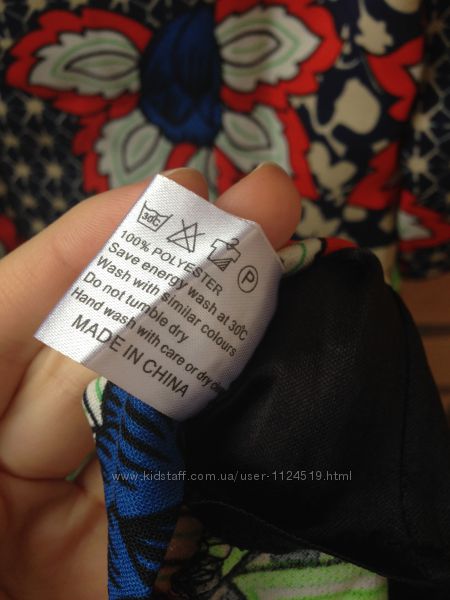 30C P
100% POLYESTER
Save energy wash at 30℃
Wash with similar colours
Do not tumble dry
Hand wash with care or dry
MADE IN CHINA
www.kidstaff.com.ua/user-1124519.html